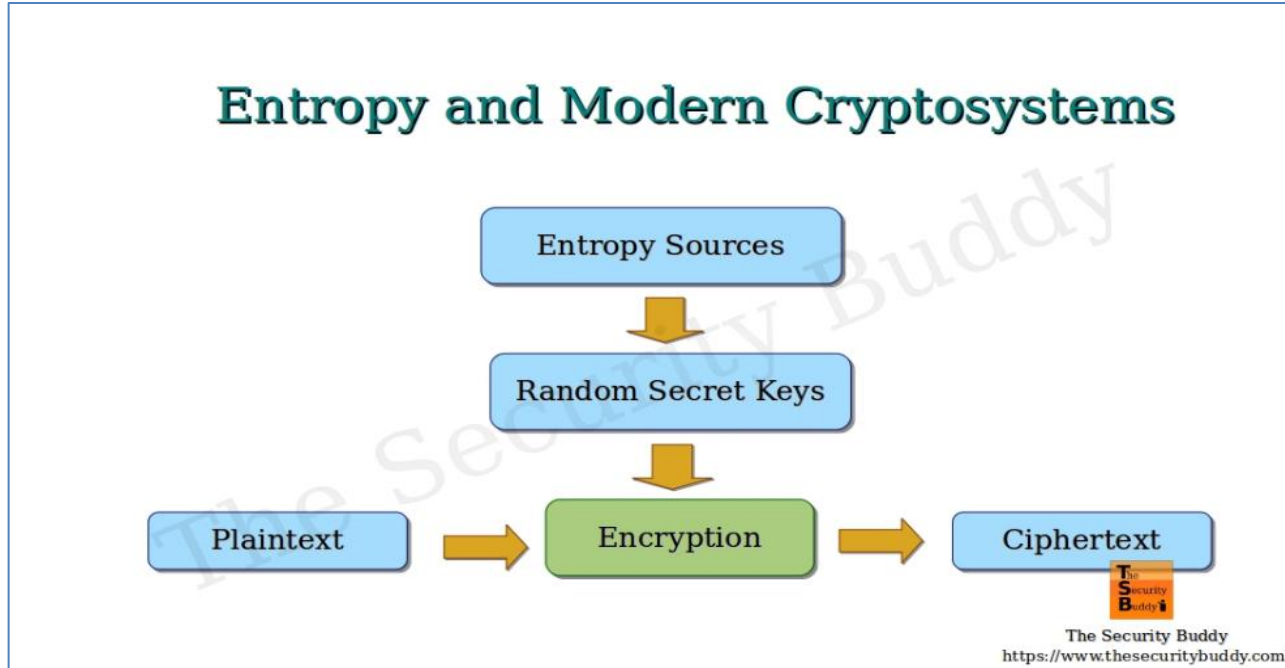 Entropy and Modern Cryptosystems
Entropy Sources
Random Secret Keys
Plaintext
Encryption
Ciphertext
The Security Buddy
The
Security
Buddy
The Security Buddy
https://www.thesecuritybuddy.com